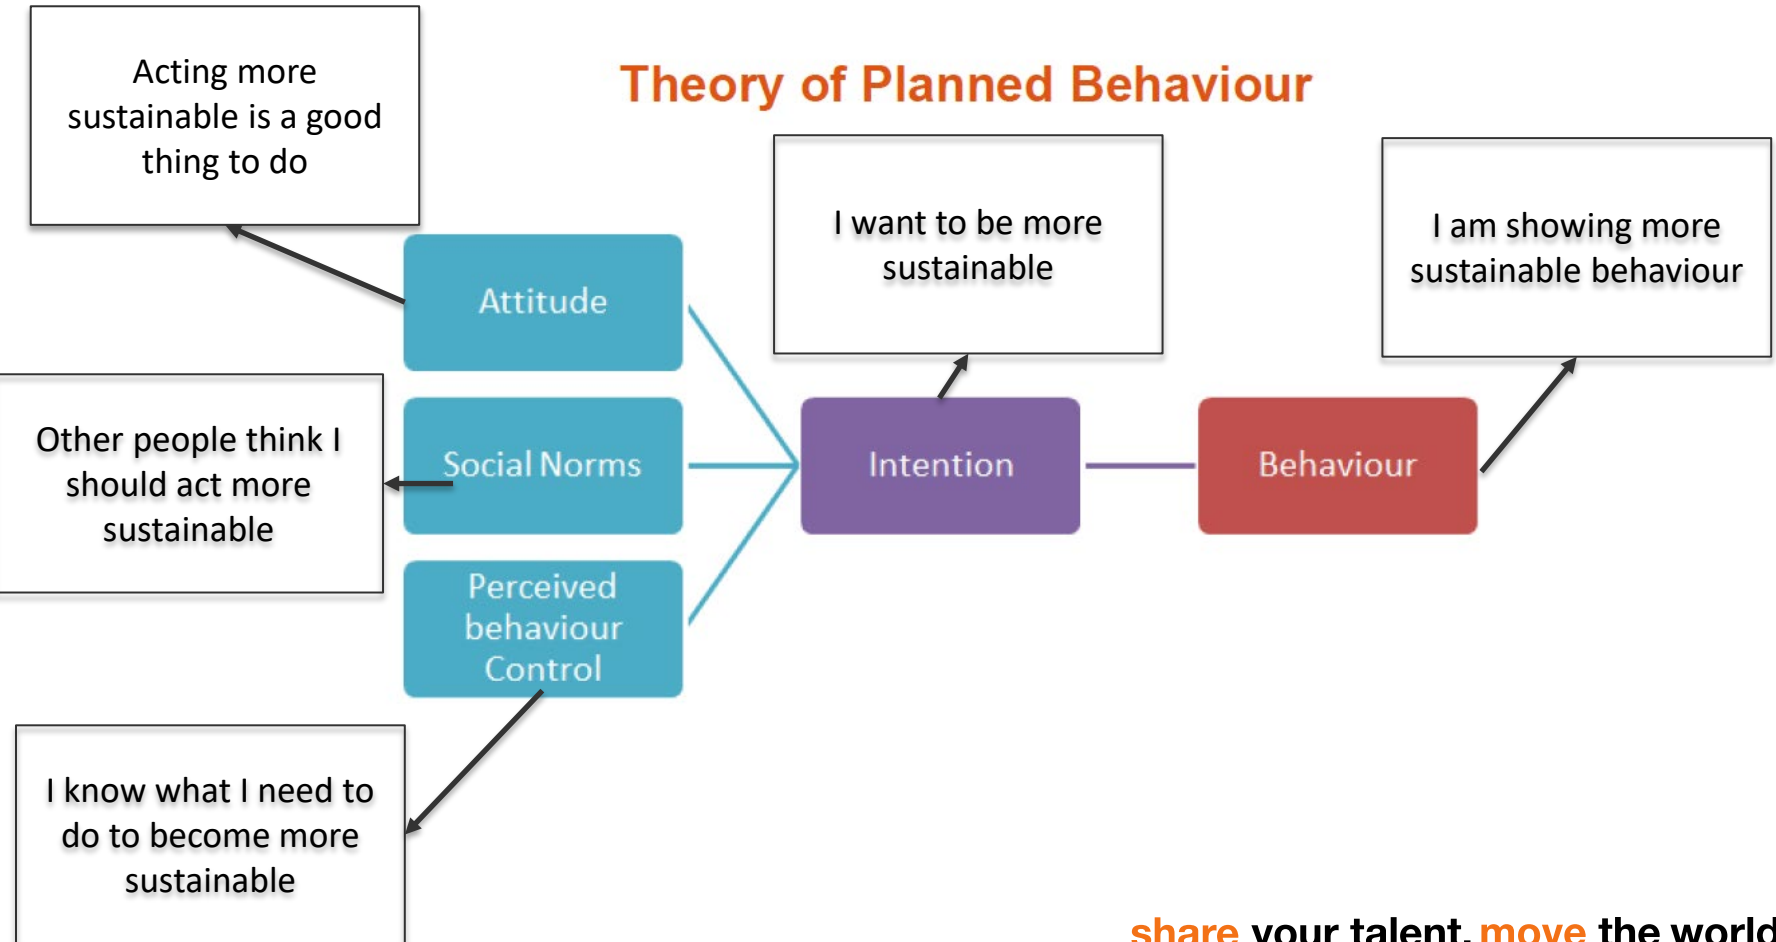 Theory of Planned Behaviour
Acting more
sustainable is a good
thing to do
I want to be more
sustainable
I am showing more
sustainable behaviour
Attitude
Other people think I
should act more
sustainable
Social Norms
Intention
Behaviour
Perceived
behaviour
Control
I know what I need to
do to become more
sustainable
share your talent. move the world